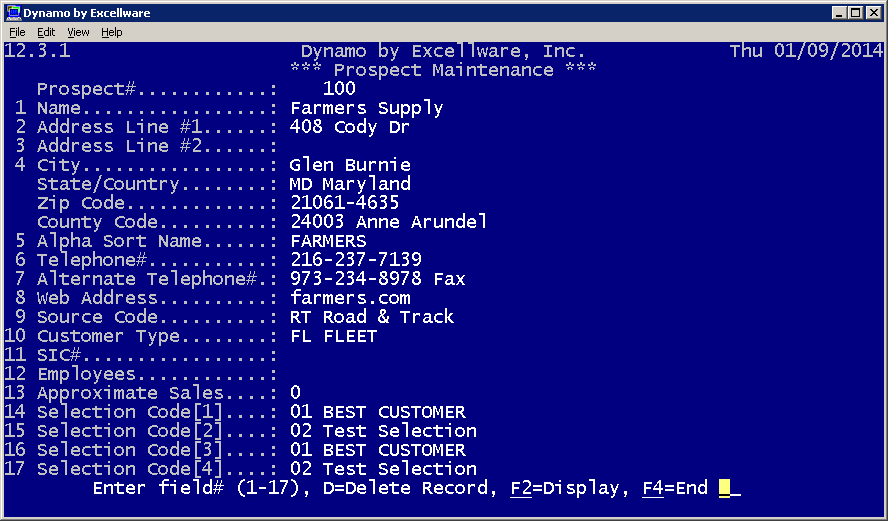 Dynamo by Excellware
File Edit View Help
12.3.1 Dynamo by Excellware, Inc. Thu 01/09/2014
*** Prospect Maintenance ***
Prospect#............: 100
1 Name.................: Farmers Supply
2 Address Line #1......: 408 Cody Dr
3 Address Line #2......:
4 City.................: Glen Burnie
State/Country........: MD Maryland
Zip Code.............: 21061-4635
County Code..........: 24003 Anne Arundel
5 Alpha Sort Name......: FARMERS
6 Telephone#...........: 216-237-7139
7 Alternate Telephone#.: 973-234-8978 Fax
8 Web Address..........: farmers.com
9 Source Code..........: RT Road & Track
10 Customer Type........: FL FLEET
11 SIC#.................:
12 Employees............:
13 Approximate Sales....: 0
14 Selection Code[1]....: 01 BEST CUSTOMER
15 Selection Code[2]....: 02 Test Selection
16 Selection Code[3]....: 01 BEST CUSTOMER
17 Selection Code[4]....: 02 Test Selection
Enter field# (1-17), D=Delete Record, F2=Display, F4=End _